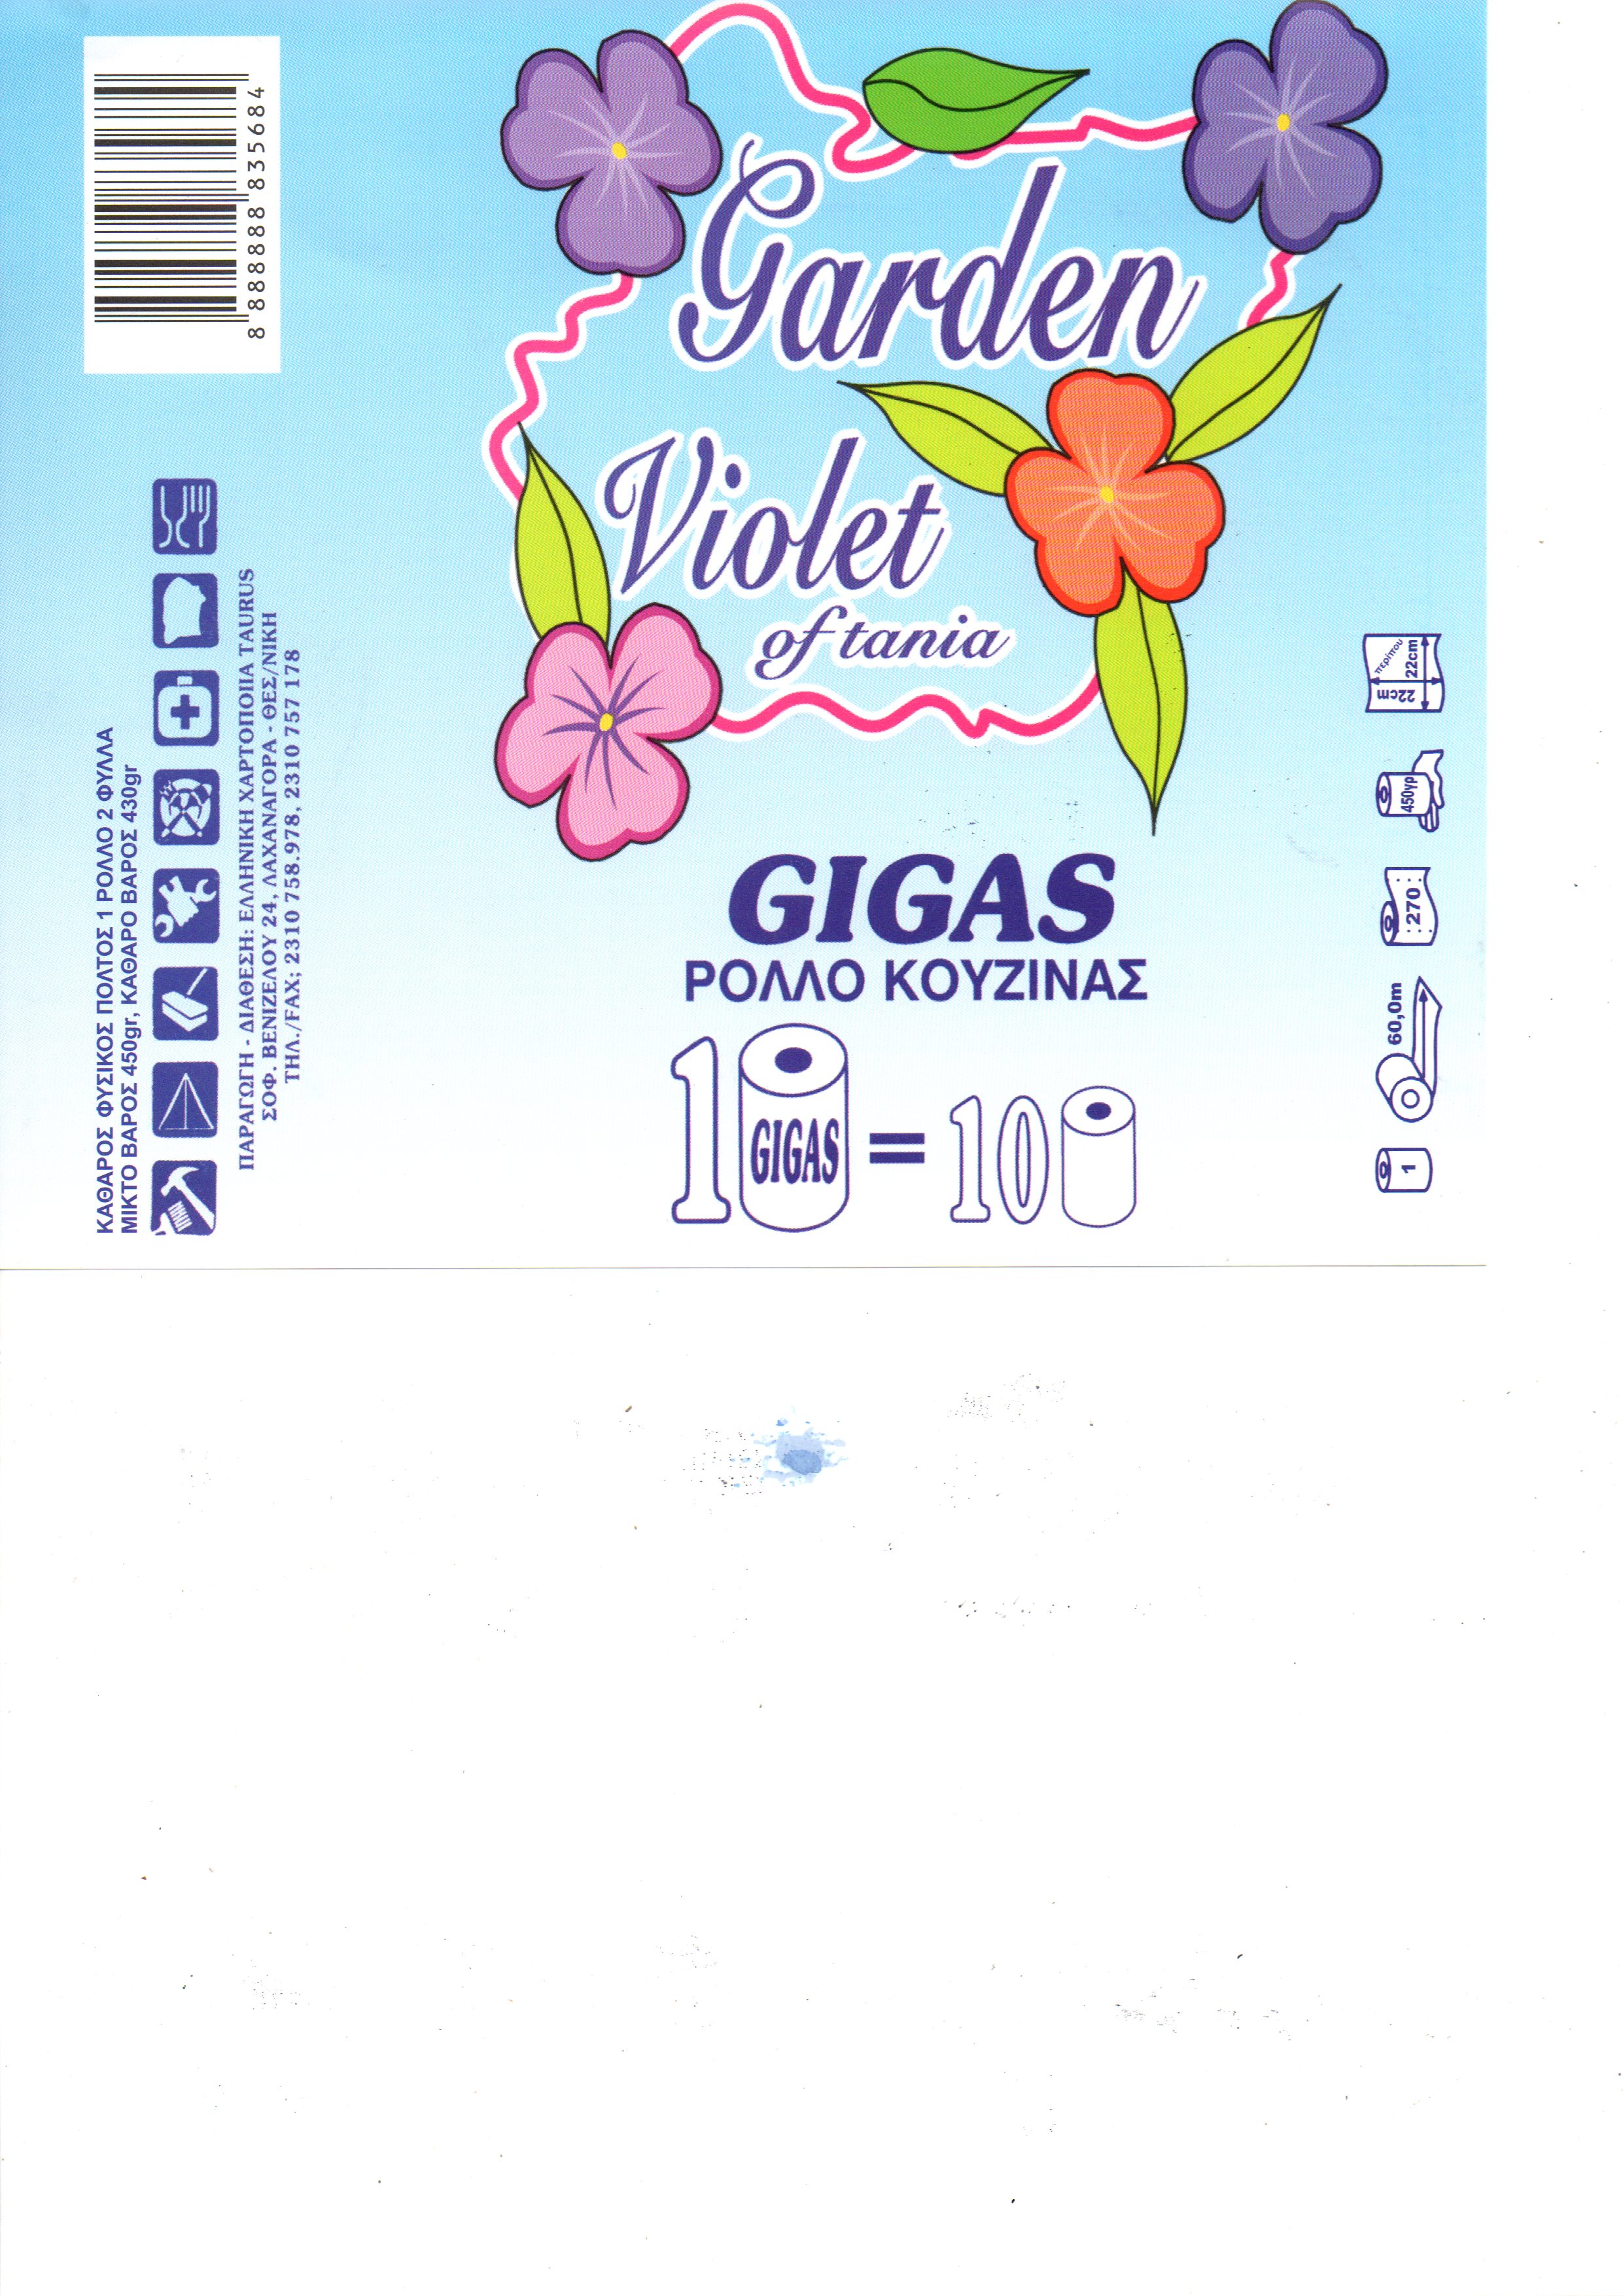 Garden
Violet
of tania
GIGAS
ΡΟΛΛΟ ΚΟΥΖΙΝΑΣ
1 GIGAS = 10
8 888888 835684
ΚΑΘΑΡΟΣ ΦΥΣΙΚΟΣ ΠΟΛΤΟΣ 1 ΡΟΛΛΟ 2 ΦΥΛΛΑ
ΜΙΚΤΟ ΒΑΡΟΣ 450gr, ΚΑΘΑΡΟ ΒΑΡΟΣ 430gr
ΠΑΡΑΓΩΓΗ - ΔΙΑΘΕΣΗ: ΕΛΛΗΝΙΚΗ ΧΑΡΤΟΠΟΙΙΑ TAURUS
ΣΟΦ. ΒΕΝΙΖΕΛΟΥ 24, ΛΑΧΑΝΑΓΟΡΑ - ΘΕΣ/ΝΙΚΗ
ΤΗΛ./FAX; 2310 758.978, 2310 757 178
1
60,0m
270
450γρ
περίπου
22cm
22cm